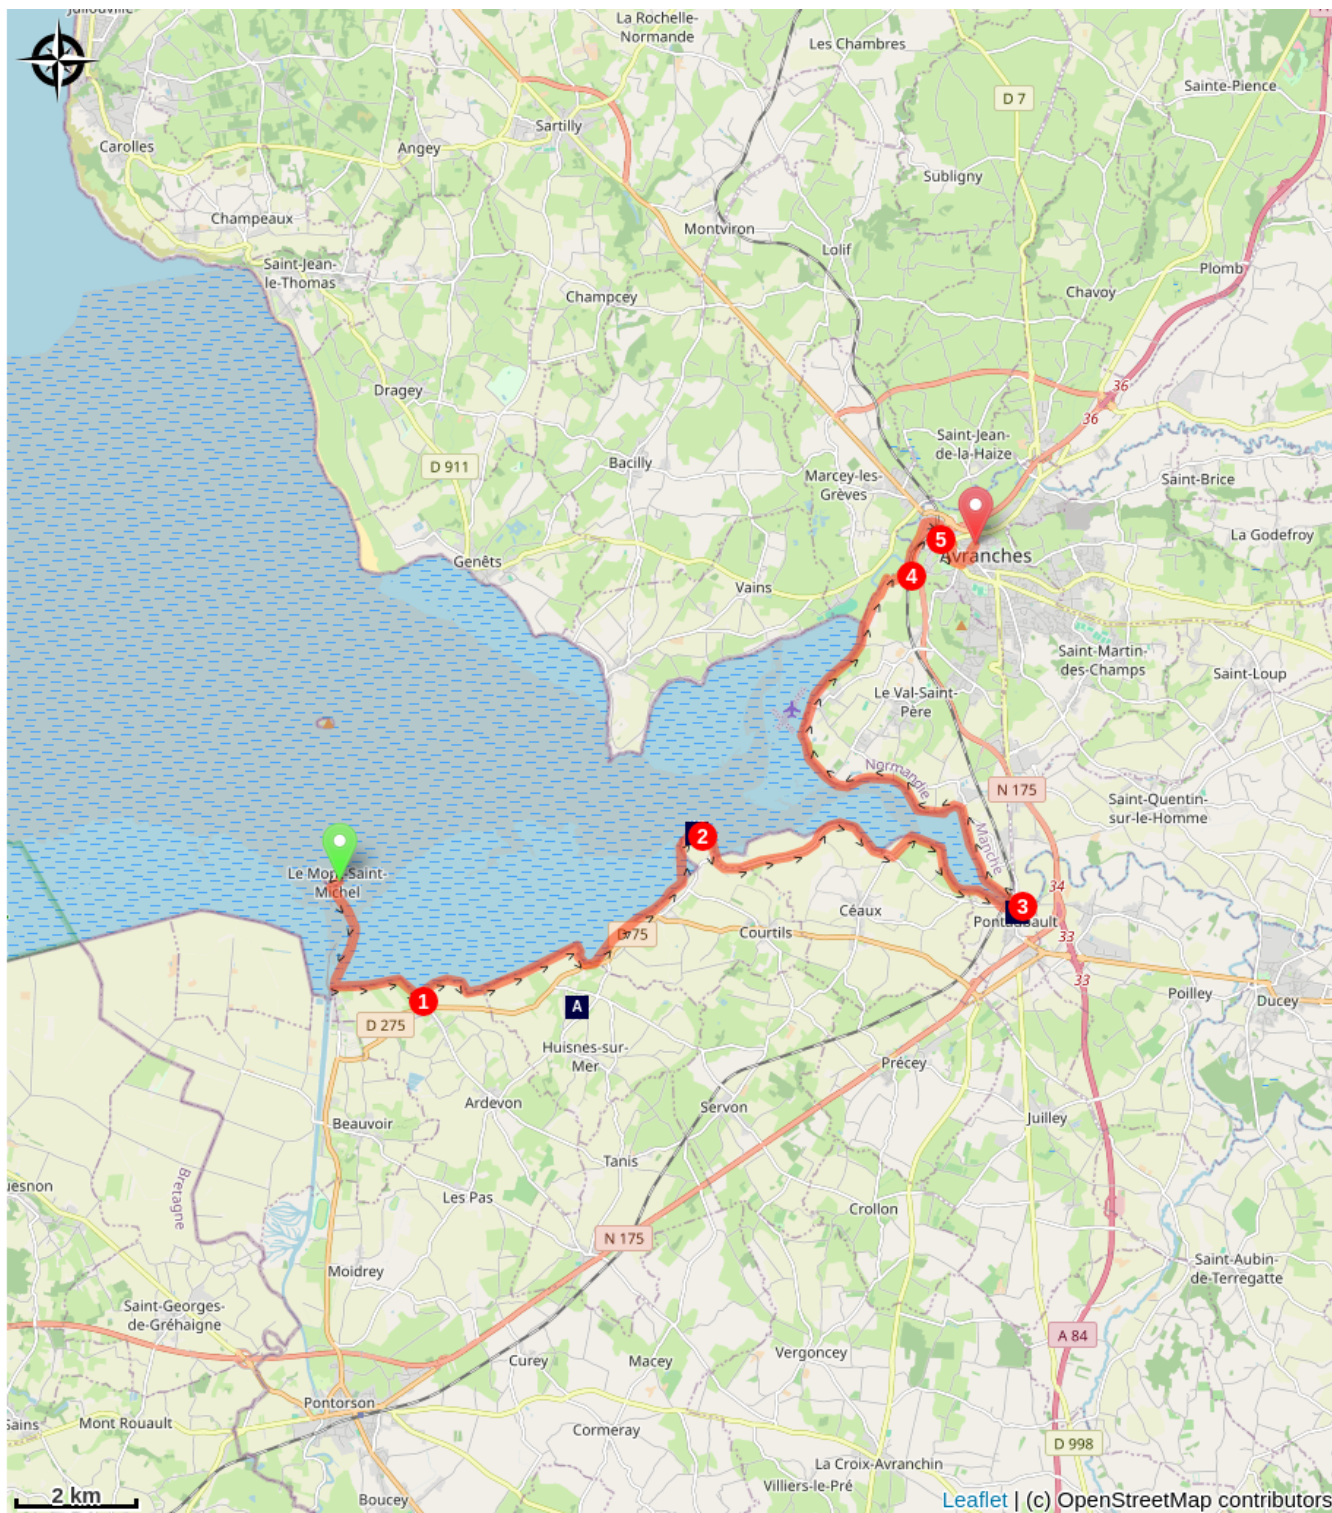 Jullouville
La Rochelle-
Normande
Les Chambres
Sainte-Pience
D 7
Sartilly
Carolles
Angey
Subligny
Champeaux
Montviron
Lolif
Saint-Jean-
le-Thomas
Plomb
Champcey
Chavoy
Dragey
36
36
Saint-Jean-
de-la-Haize
D 911
Bacilly
Marcey-les-
Grèves
Saint-Brice
La Godefroy
5
Avranches
Genêts
4
Vains
Saint-Martin-
des-Champs
Saint-Loup
Le Val-Saint-
Père
Normandie
N 175
Saint-Quentin-
sur-le-Homme
2
Manche
Le Mont-Saint-
Michel
34
3
Céaux
Pontaubault
D 75
Courtils
33
33
Poilley
Ducey
1
A
D 275
Huisnes-sur-
Mer
Précey
Ardevon
Servon
Juilley
Beauvoir
Tanis
Bretagne
uesnon
Les Pas
Crollon
N 175
Saint-Aubin-
de-Terregatte
Moidrey
Saint-Georges-
de-Gréhaigne
A 84
Curey
Macey
Vergoncey
Pontorson
Sains
Mont Rouault
Cormeray
D 998
La Croix-Avranchin
Villiers-le-Pré
2 km
Boucey
Leaflet | (c) OpenStreetMap contributors